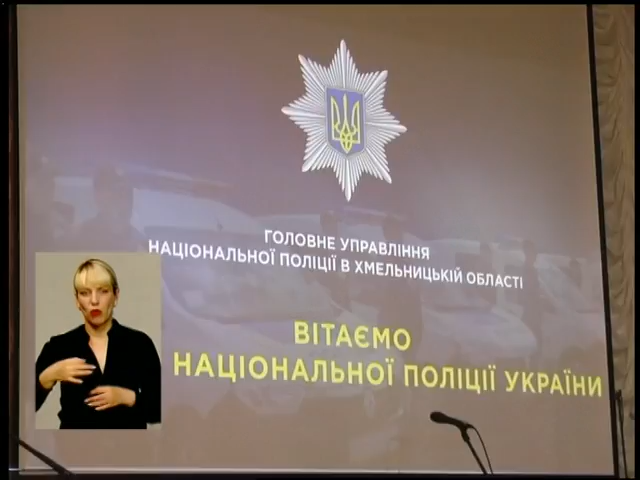 ГОЛОВНЕ УПРАВЛІННЯ
НАЦІОНАЛЬНОЇ ПОЛІЦІЇ В ХМЕЛЬНИЦЬКІЙ ОБЛАСТІ
ВІТАЄМО
НАЦІОНАЛЬНОЇ ПОЛІЦІЇ УКРАЇНИ